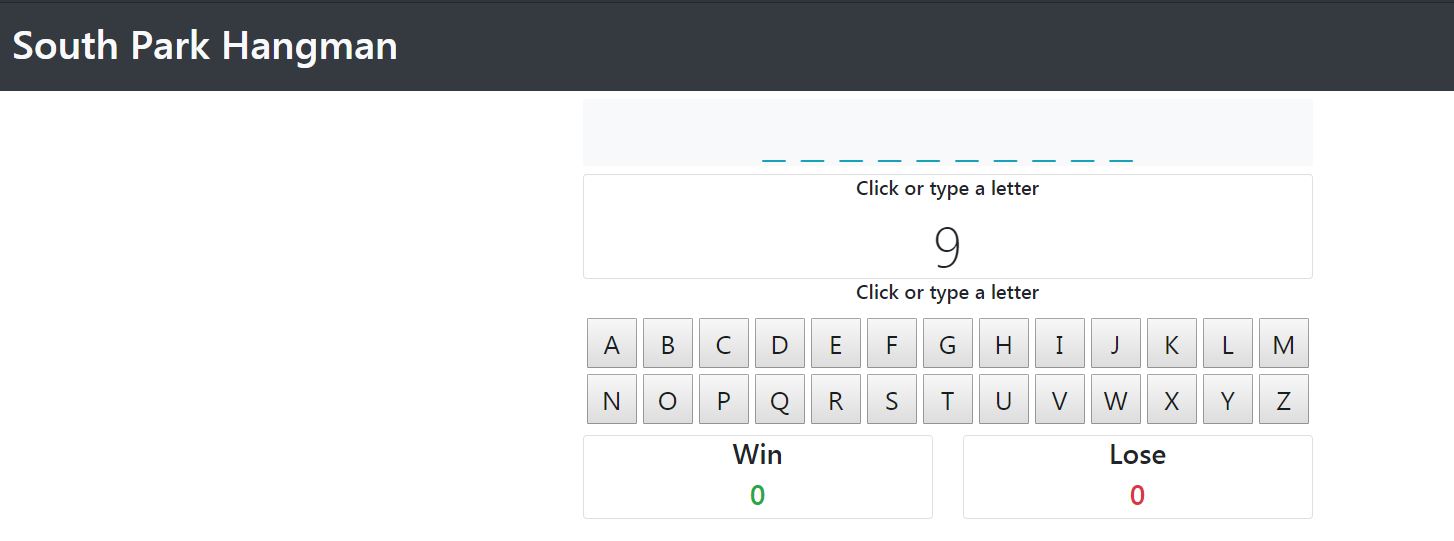 South Park Hangman
_ _ _ _ _ _ _ _ _ _
Click or type a letter
9
Click or type a letter
A B C D E F G H I J K L M
N O P Q R S T U V W X Y Z
Win Lose
0 0